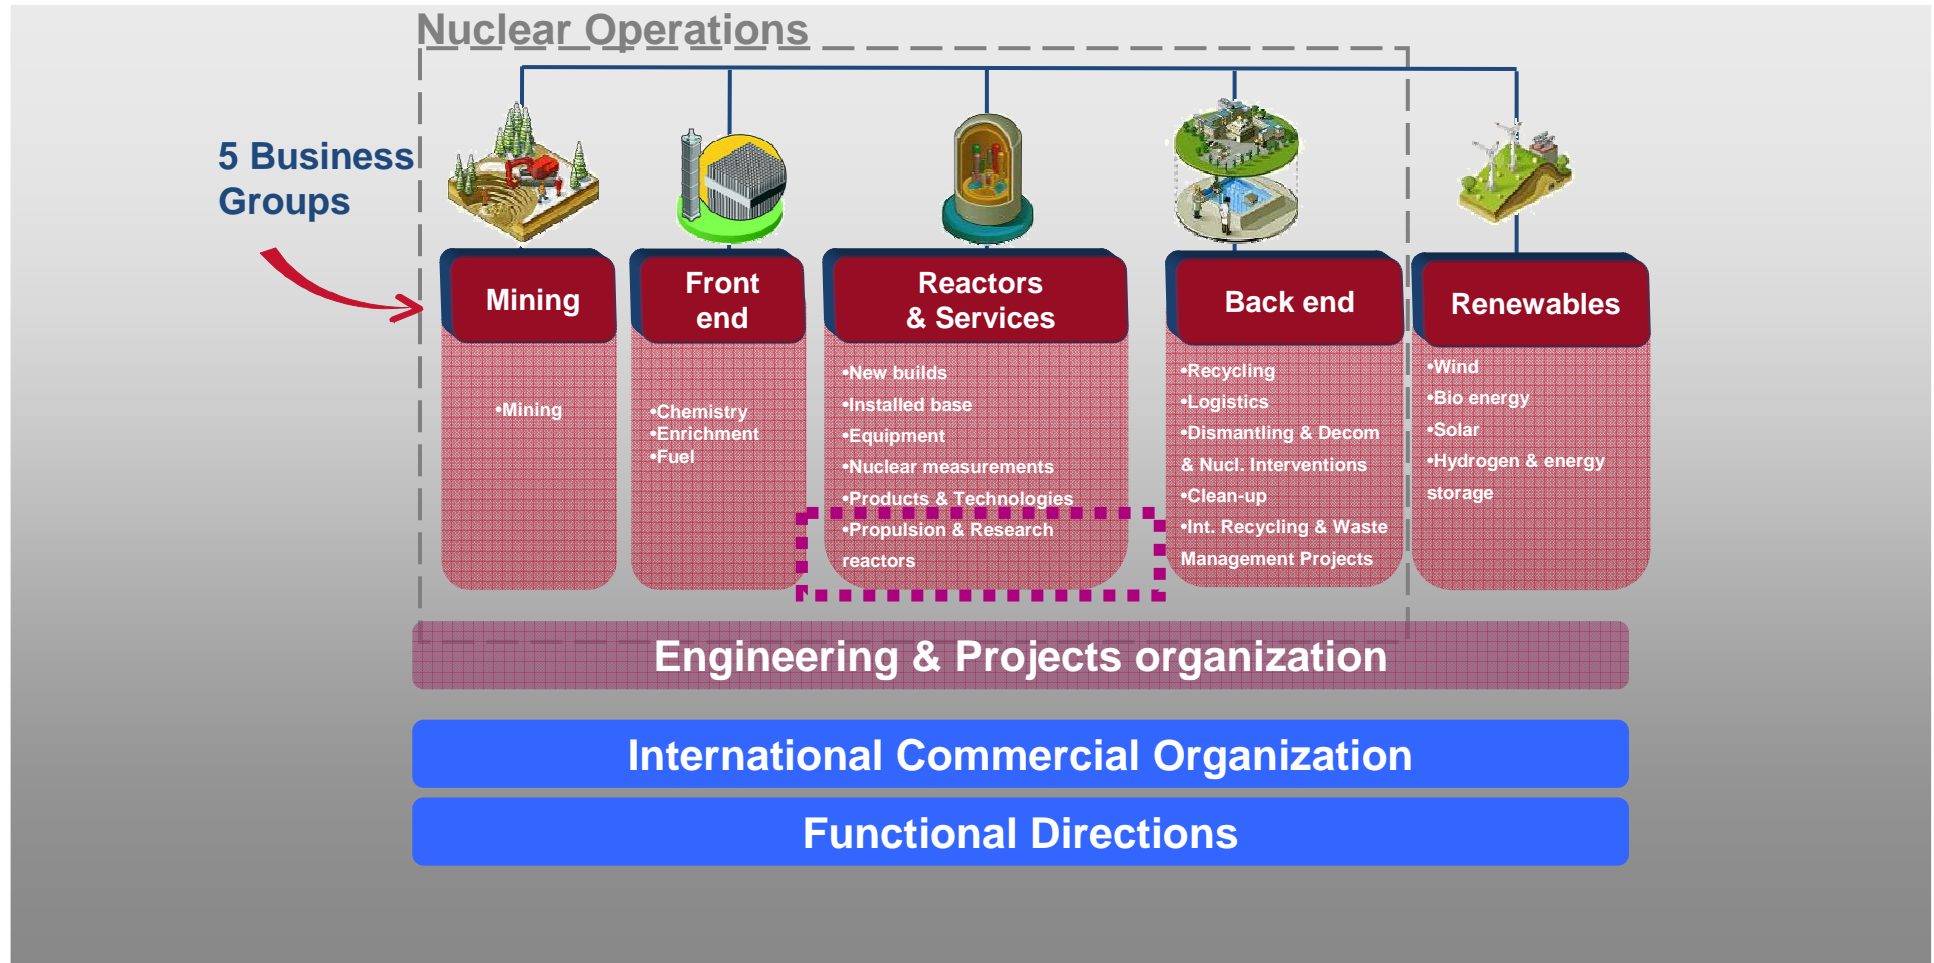 Nuclear Operations
5 Business
Groups
Mining
•Mining
Front
end
•Chemistry
•Enrichment
•Fuel
Reactors
& Services
•New builds
•Installed base
•Equipment
•Nuclear measurements
•Products & Technologies
•Propulsion & Research
reactors
Back end
•Recycling
•Logistics
•Dismantling & Decom
& Nucl. Interventions
•Clean-up
•Int. Recycling & Waste
Management Projects
Renewables
•Wind
•Bio energy
•Solar
•Hydrogen & energy
storage
Engineering & Projects organization
International Commercial Organization
Functional Directions